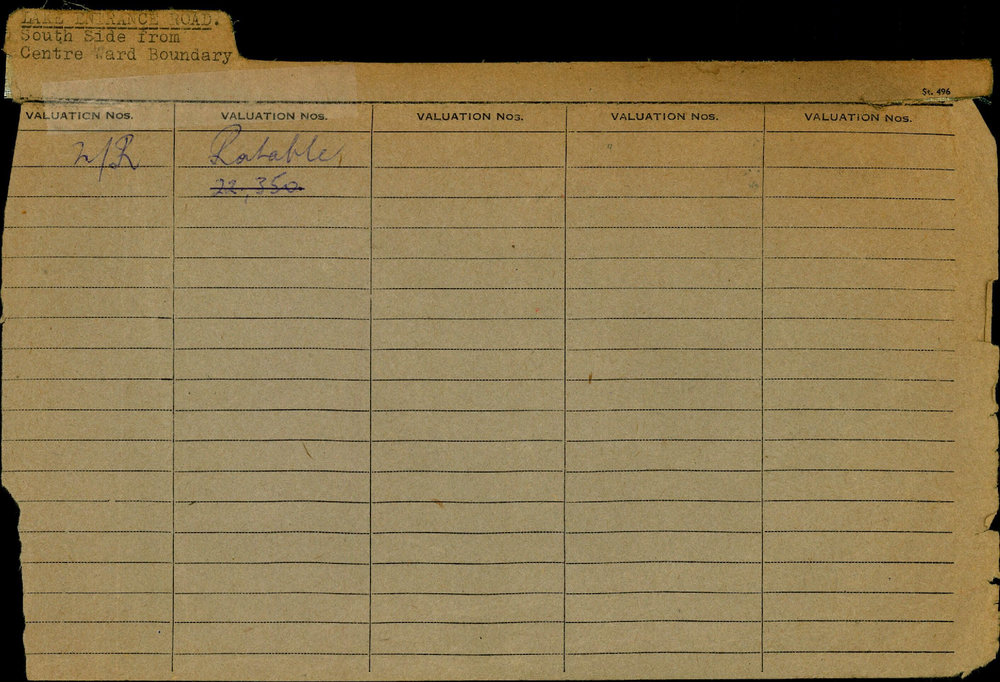 LAKE ENTRANCE ROAD.
South Side from
Centre Ward Boundary
St. 496
VALUATION Nos. VALUATION Nos. VALUATION Nos. VALUATION Nos. VALUATION Nos.
N/R Ratable
22,350